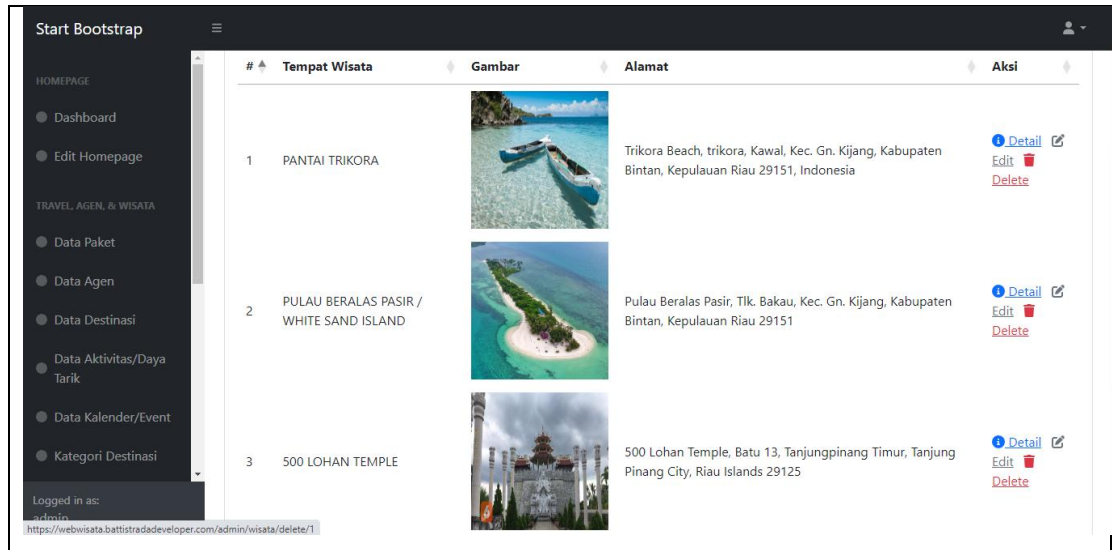 Start Bootstrap
HOMEPAGE
Dashboard
Edit Homepage
TRAVEL, AGEN, & WISATA
Data Paket
Data Agen
Data Destinasi
Data Aktivitas/Daya
Tarik
Data Kalender/Event
Kategori Destinasi
Logged in as:
admin
https://webwisata.battistradadeveloper.com/admin/wisata/delete/1
# Tempat Wisata Gambar Alamat Aksi
1 PANTAI TRIKORA
Trikora Beach, trikora, Kawal, Kec. Gn. Kijang, Kabupaten
Bintan, Kepulauan Riau 29151, Indonesia
Detail
Edit
Delete
2 PULAU BERALAS PASIR /
WHITE SAND ISLAND
Pulau Beralas Pasir, Tlk. Bakau, Kec. Gn. Kijang, Kabupaten
Bintan, Kepulauan Riau 29151
Detail
Edit
Delete
3 500 LOHAN TEMPLE
500 Lohan Temple, Batu 13, Tanjungpinang Timur, Tanjung
Pinang City, Riau Islands 29125
Detail
Edit
Delete